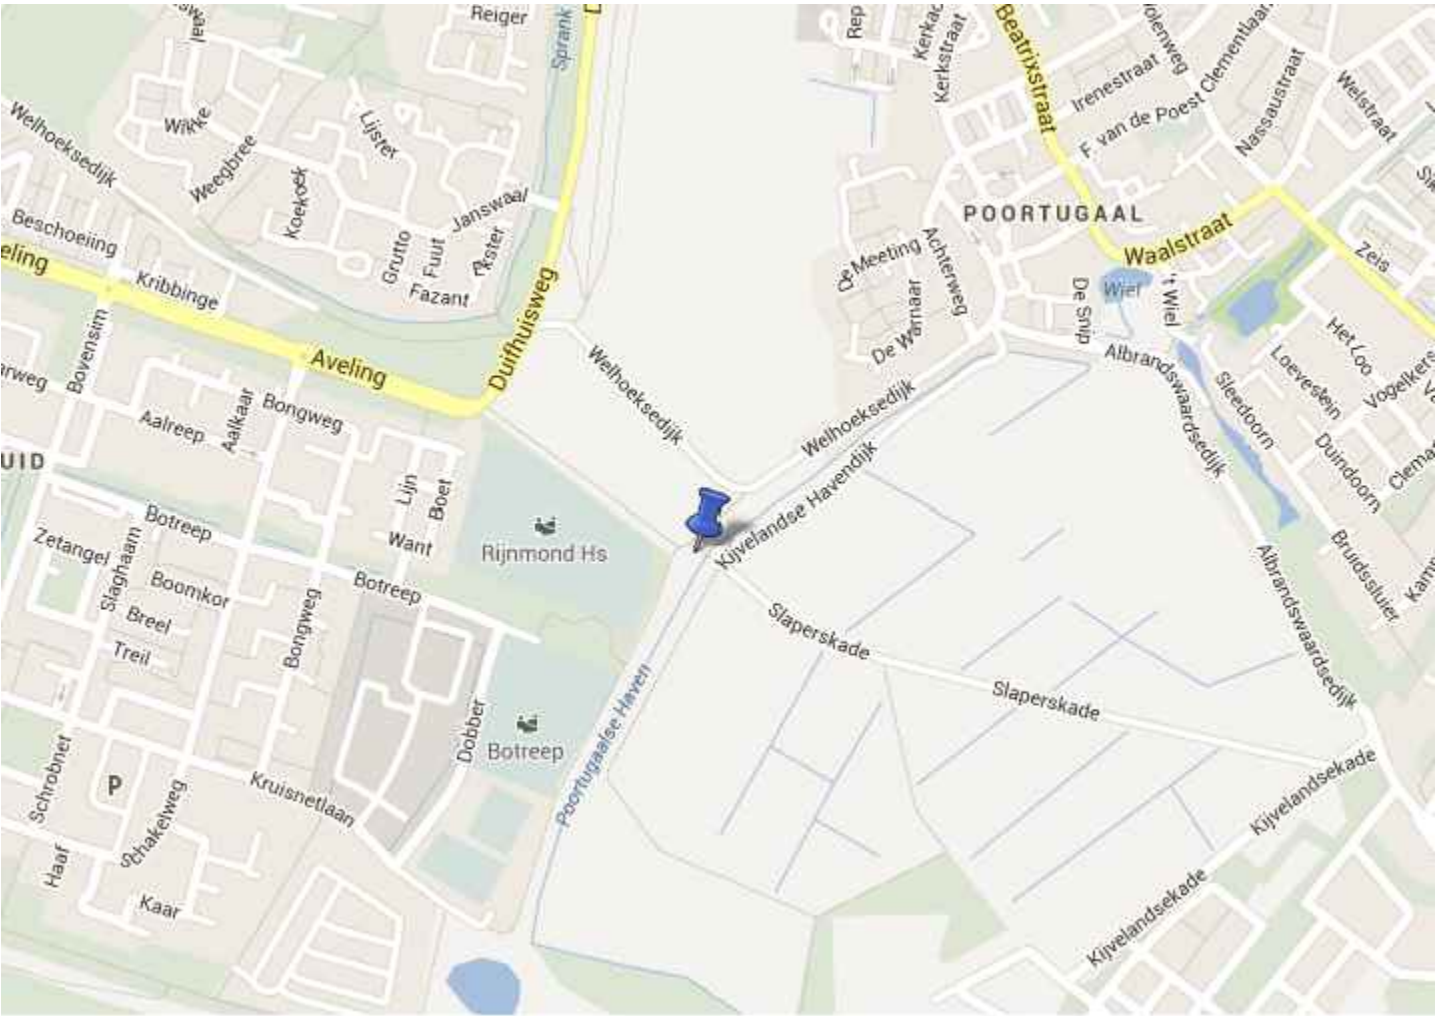 Reiger
Sprank
Kerkstraat
Beatrixstraat
Irenestraat
Clementlaan
F. van de Poest
Nassaustraat
Welstraat
Welhoeksedijk
Wikke
Lijster
Weegbree
Koekoek
Janswaal
Grutto
Fuut
Fazant
Beschoeiing
Kribbinge
eling
Bovensim
Aveling
Duifhuisweg
POORTUGAAL
Waalstraat
De Meeting
Achterweg
De Warnaar
De Snip
Wiel
't Wiel
Zeis
Het Loo
Loevestein
Vogelkers
Sleedoorn
Duindoorn
Albrandswaardsedijk
Welhoeksedijk
Welhoeksedijk
Kijvelandse Havendijk
Aalreep
Aalkaar
Bongweg
UID
Lijn
Boet
Want
Botreep
Zetangel
Slaghaam
Boomkor
Breel
Treil
Botreep
Bongweg
Rijnmond Hs
Slaperskade
Slaperskade
Bruidssluier
Albrandswaardsedijk
Poortugaalse Haven
Dobber
Botreep
Schrobnet
P
Schakelweg
Kruisnetlaan
Haaf
Kaar
Kijvelandsekade
Kijvelandsekade